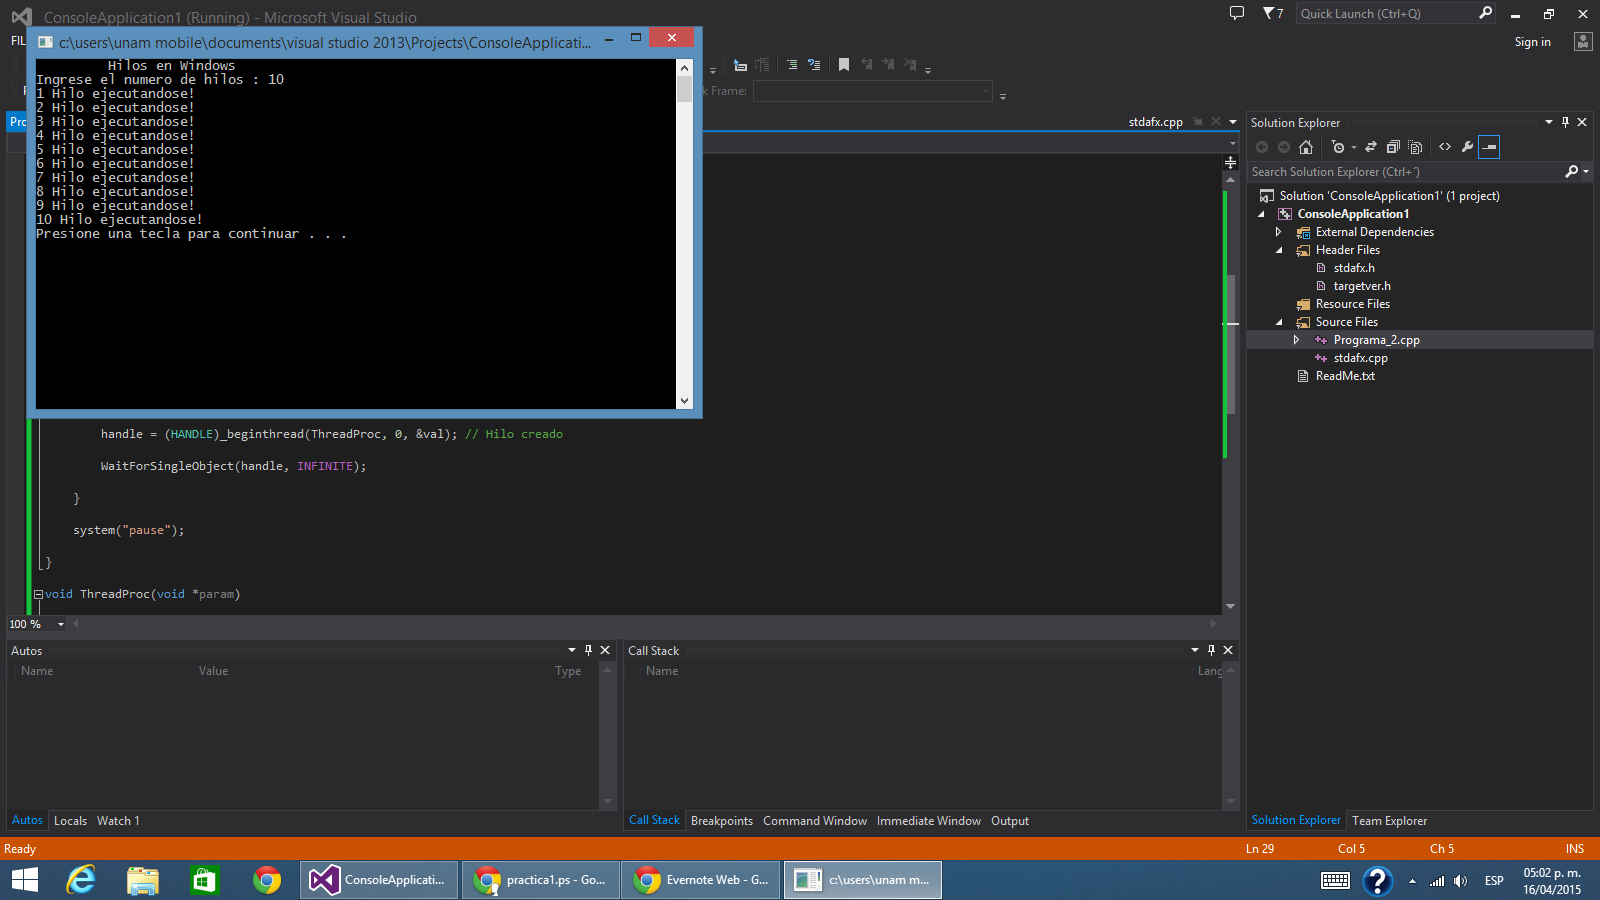 ConsoleApplication1 (Running) - Microsoft Visual Studio
7
Quick Launch (Ctrl+Q)
Sign in
c:\users\unam mobile\documents\visual studio 2013\Projects\ConsoleApplicati...
Hilos en Windows
Ingrese el numero de hilos : 10
1 Hilo ejecutandose!
2 Hilo ejecutandose!
3 Hilo ejecutandose!
4 Hilo ejecutandose!
5 Hilo ejecutandose!
6 Hilo ejecutandose!
7 Hilo ejecutandose!
8 Hilo ejecutandose!
9 Hilo ejecutandose!
10 Hilo ejecutandose!
Presione una tecla para continuar . . .
Frame:
stdafx.cpp
handle = (HANDLE)_beginthread(ThreadProc, 0, &val); // Hilo creado
WaitForSingleObject(handle, INFINITE);
}
system("pause");
}
void ThreadProc(void *param)
100 %
Solution Explorer
Search Solution Explorer (Ctrl+´)
Solution 'ConsoleApplication1' (1 project)
ConsoleApplication1
External Dependencies
Header Files
stdafx.h
targetver.h
Resource Files
Source Files
Programa_2.cpp
stdafx.cpp
ReadMe.txt
Autos
Name Value Type
Autos Locals Watch 1
Call Stack
Name Lang
Call Stack Breakpoints Command Window Immediate Window Output
Solution Explorer Team Explorer
Ready Ln 29 Col 5 Ch 5 INS
ConsoleApplicati...
practica1.ps - Go...
Evernote Web - G...
c:\users\unam m...
ESP
05:02 p. m.
16/04/2015